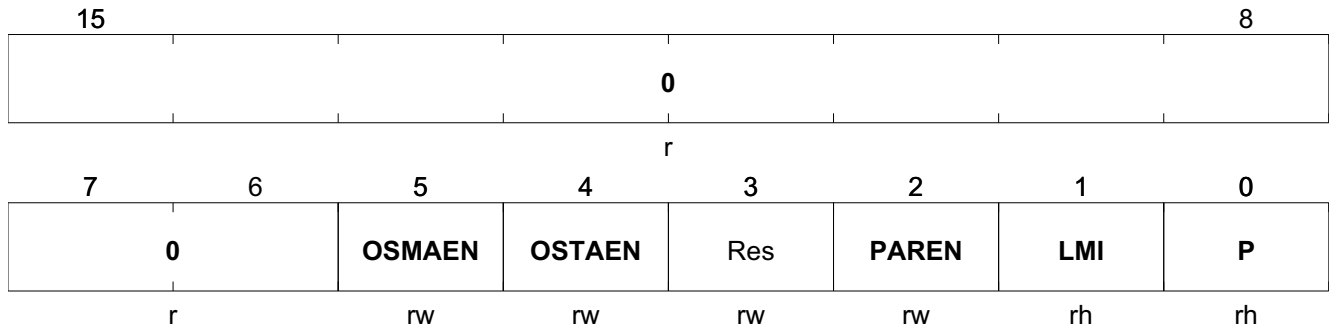 15 8
0
r
7 6 5 4 3 2 1 0
0 OSMAEN OSTAEN Res PAREN LMI P
r rw rw rw rw rh rh